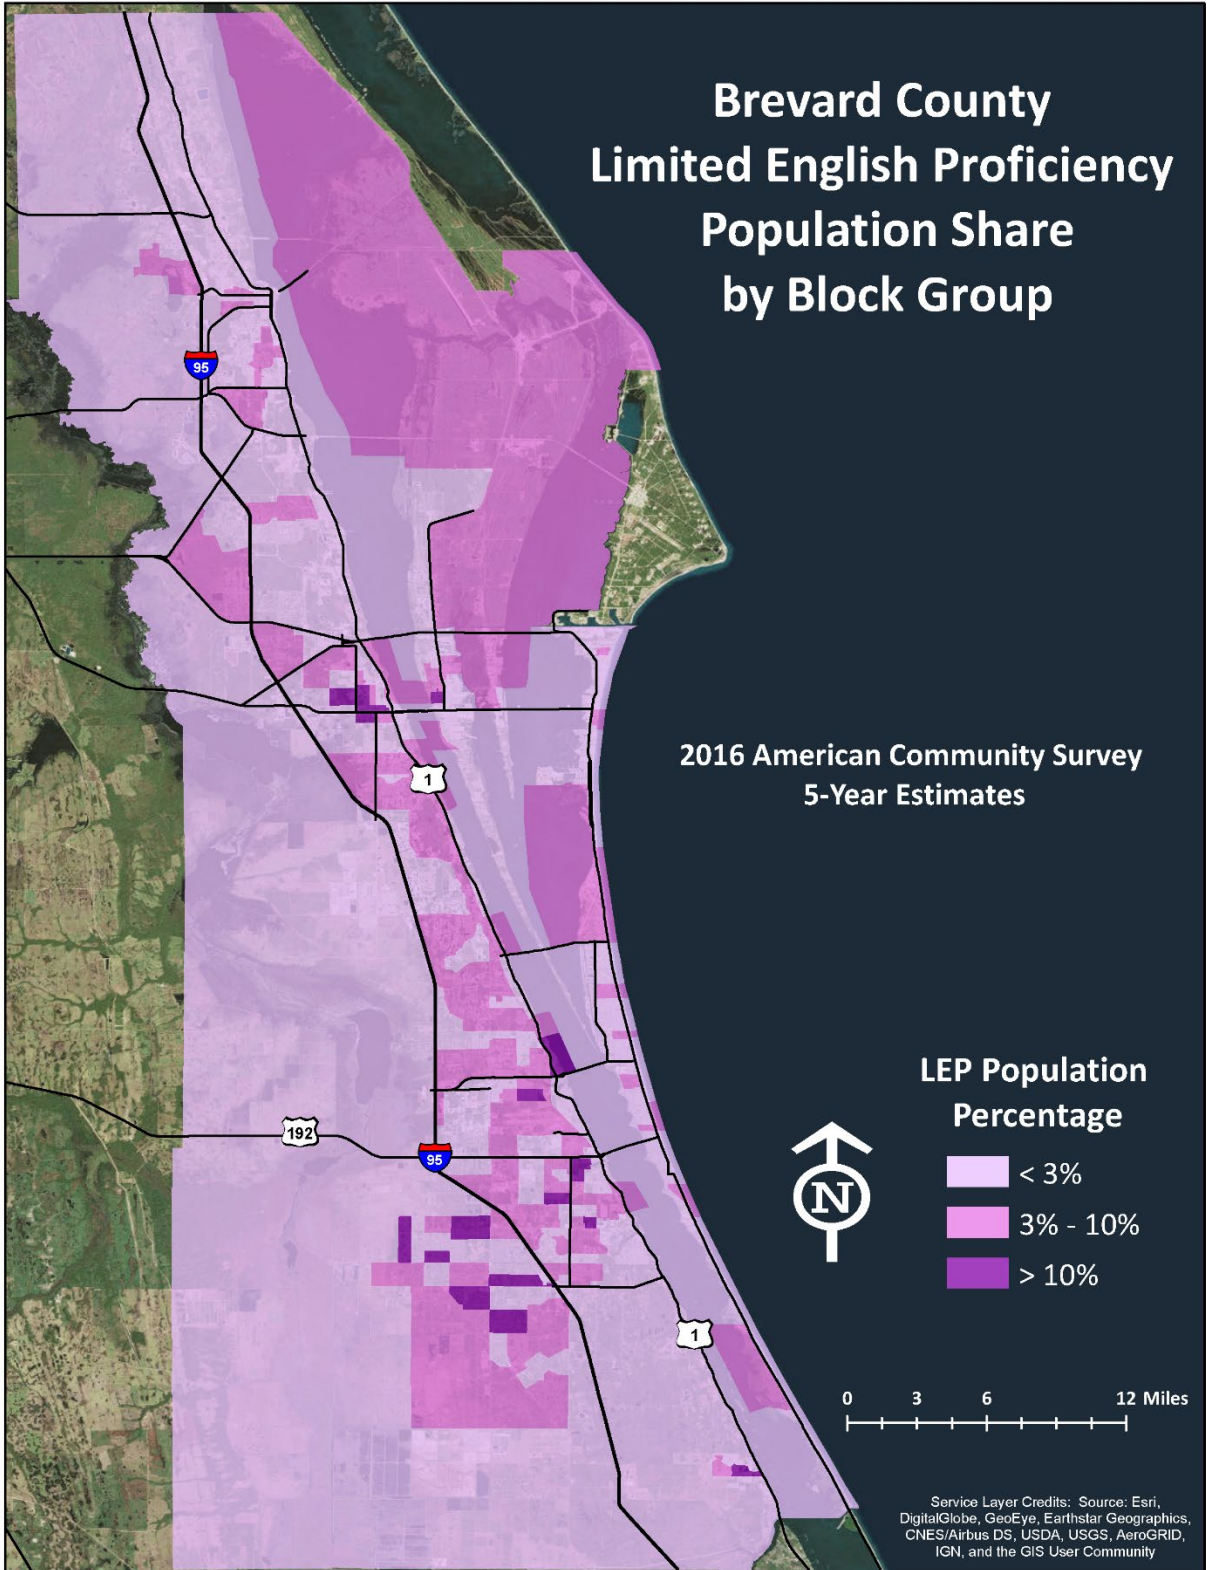 Brevard County
Limited English Proficiency
Population Share
by Block Group
95
2016 American Community Survey
5-Year Estimates
1
LEP Population
Percentage
192
95
N
< 3%
3% - 10%
> 10%
1
0 3 6 12 Miles
Service Layer Credits: Source: Esri,
DigitalGlobe, GeoEye, Earthstar Geographics,
CNES/Airbus DS, USDA, USGS, AeroGRID,
IGN, and the GIS User Community